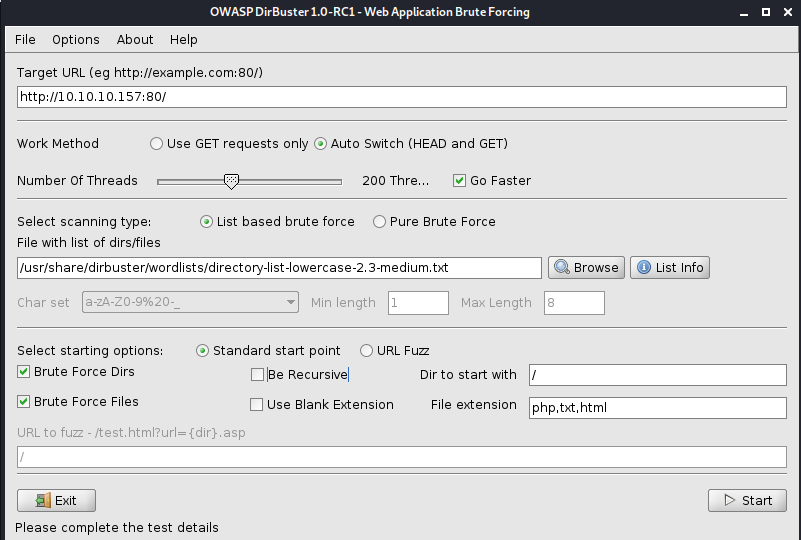 OWASP DirBuster 1.0-RC1 - Web Application Brute Forcing
File Options About Help
Target URL (eg http://example.com:80/)
http://10.10.10.157:80/
Work Method Use GET requests only Auto Switch (HEAD and GET)
Number Of Threads 200 Thre... Go Faster
Select scanning type: List based brute force Pure Brute Force
File with list of dirs/files
/usr/share/dirbuster/wordlists/directory-list-lowercase-2.3-medium.txt Browse List Info
Char set a-zA-Z0-9%20-_ Min length 1 Max Length 8
Select starting options: Standard start point URL Fuzz
Brute Force Dirs Be Recursive Dir to start with /
Brute Force Files Use Blank Extension File extension php,txt,html
URL to fuzz - /test.html?url={dir}.asp
/
Exit Start
Please complete the test details